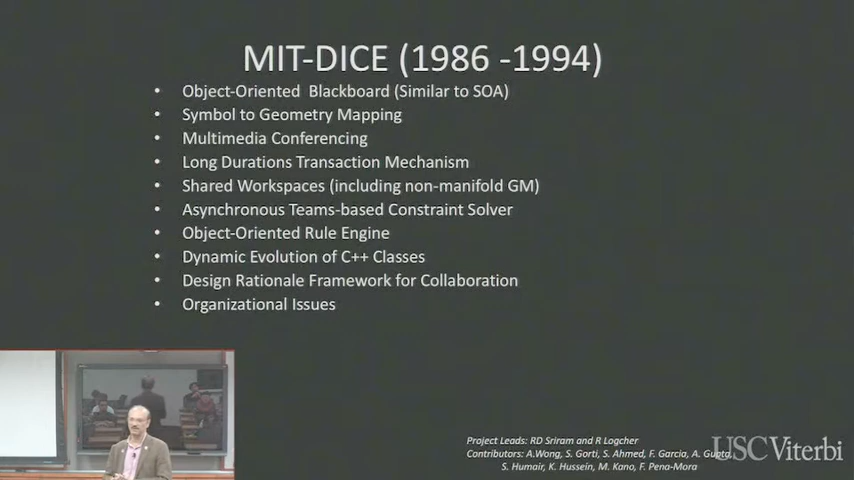 MIT-DICE (1986 -1994)
• Object-Oriented Blackboard (Similar to SOA)
• Symbol to Geometry Mapping
• Multimedia Conferencing
• Long Durations Transaction Mechanism
• Shared Workspaces (including non-manifold GM)
• Asynchronous Teams-based Constraint Solver
• Object-Oriented Rule Engine
• Dynamic Evolution of C++ Classes
• Design Rationale Framework for Collaboration
• Organizational Issues
Project Leads: RD Sriram and R Logcher
Contributors: A.Wong, S. Gorti, S. Ahmed, F. Garcia, A. Gupta,
S. Humair, K. Hussein, M. Kano, F. Pena-Mora
USC Viterbi